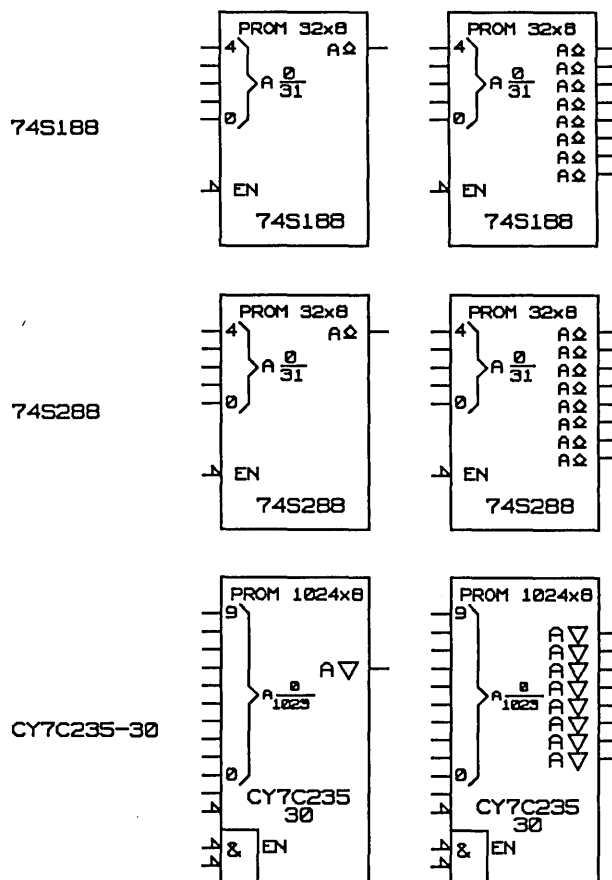 PROM 32x8
4 A⎐
A 0/31
0
EN
74S188
PROM 32x8
4 A⎐
A⎐
A 0/31 A⎐
A⎐
0 A⎐
A⎐
A⎐
A⎐
EN
74S188
74S188
PROM 32x8
4 A⎐
A 0/31
0
EN
74S288
PROM 32x8
4 A⎐
A⎐
A 0/31 A⎐
A⎐
0 A⎐
A⎐
A⎐
A⎐
EN
74S288
74S288
PROM 1024x8
9
A▽
A 0/1023
0
CY7C235
30
& EN
PROM 1024x8
9
A▽
A▽
A▽
A 0/1023 A▽
A▽
A▽
A▽
0 A▽
CY7C235
30
& EN
CY7C235-30